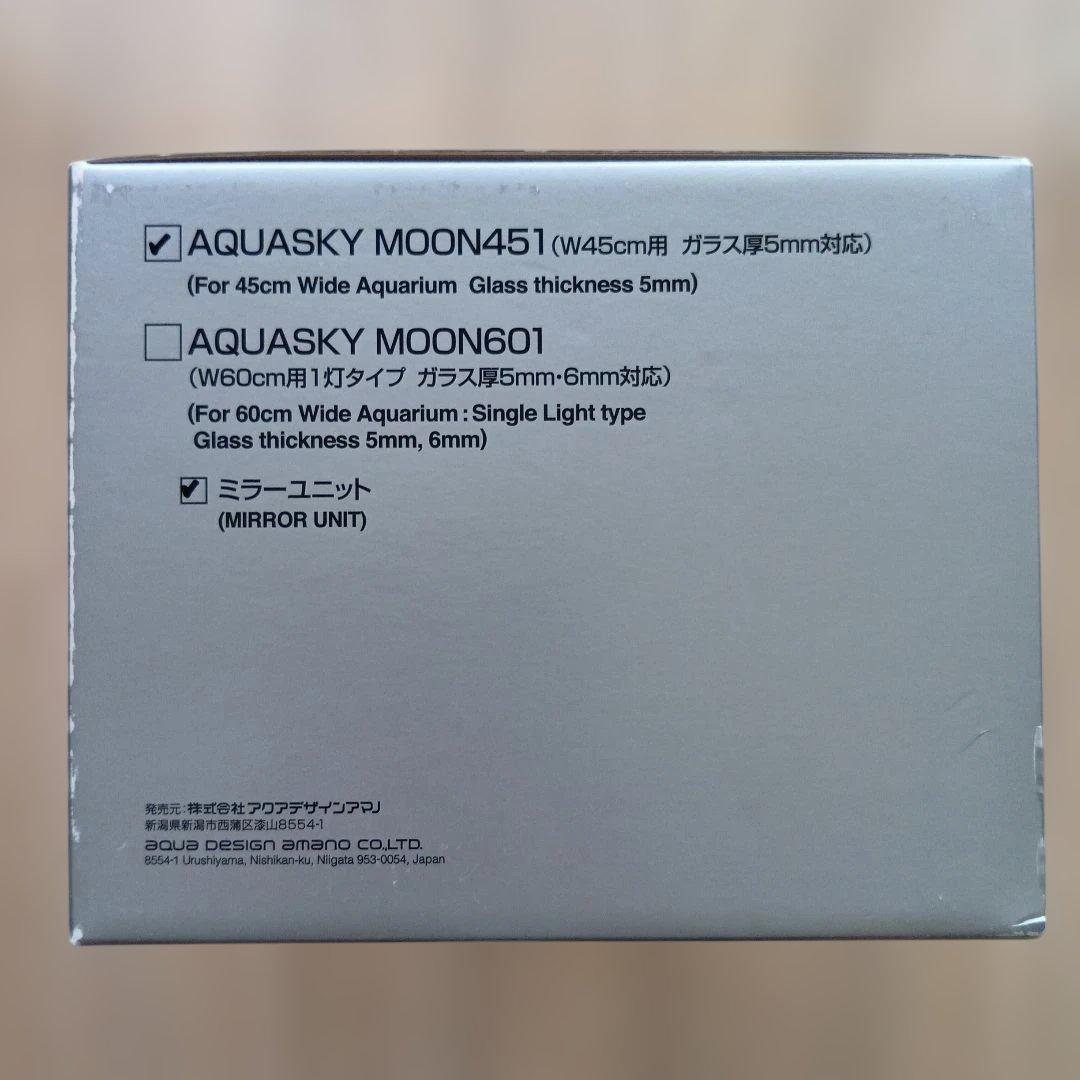 AQUASKY MOON451(W45cm用 ガラス厚5mm対応)
(For 45cm Wide Aquarium Glass thickness 5mm)
AQUASKY MOON601
(W60cm用1灯タイプ ガラス厚5mm・6mm対応)
(For 60cm Wide Aquarium : Single Light type
Glass thickness 5mm, 6mm)
ミラーユニット
(MIRROR UNIT)
発売元:株式会社アクアデザインアマノ
新潟県新潟市西蒲区漆山8554-1
aqua Design amano CO.,LTD.
8554-1 Urushiyama, Nishikan-ku, Niigata 953-0054, Japan